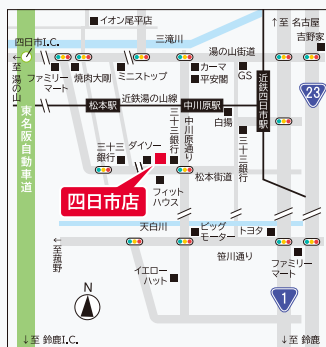 イオン尾平店
↑至 名古屋
吉野家
四日市I.C.
三滝川
湯の山街道
ファミリーマート
焼肉大剛
ミニストップ
カーマ
平安閣
GS
近鉄四日市駅
23
←至 湯の山
近鉄湯の山線
松本駅
中川原駅
白揚
東名阪自動車道
三十三銀行
ダイソー
三十三銀行
中川原通り
三十三銀行
松本街道
四日市店
フィットハウス
天白川
ビッグモーター
トヨタ
笹川通り
←至菰野
イエローハット
ファミリーマート
N
1
↓至 鈴鹿I.C.
↓至 鈴鹿